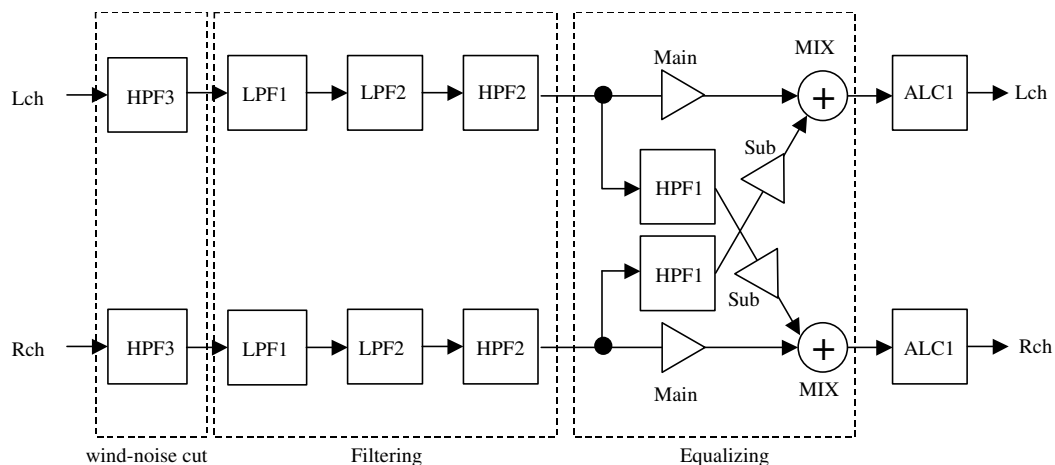 Main
MIX
Lch
HPF3
LPF1
LPF2
HPF2
+
ALC1
Lch
Sub
HPF1
HPF1
Sub
Rch
HPF3
LPF1
LPF2
HPF2
+
ALC1
Rch
Main
MIX
wind-noise cut
Filtering
Equalizing